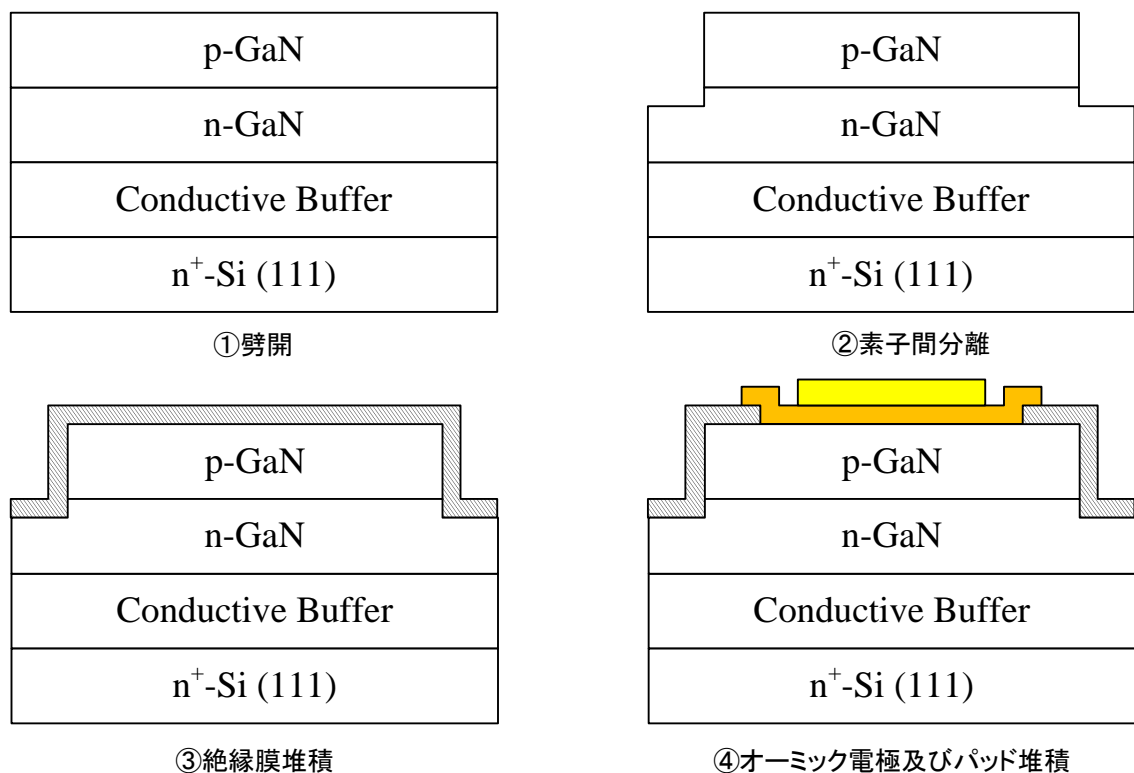 p-GaN
n-GaN
Conductive Buffer
n⁺-Si (111)
①劈開
p-GaN
n-GaN
Conductive Buffer
n⁺-Si (111)
②素子間分離
p-GaN
n-GaN
Conductive Buffer
n⁺-Si (111)
③絶縁膜堆積
p-GaN
n-GaN
Conductive Buffer
n⁺-Si (111)
④オーミック電極及びパッド堆積